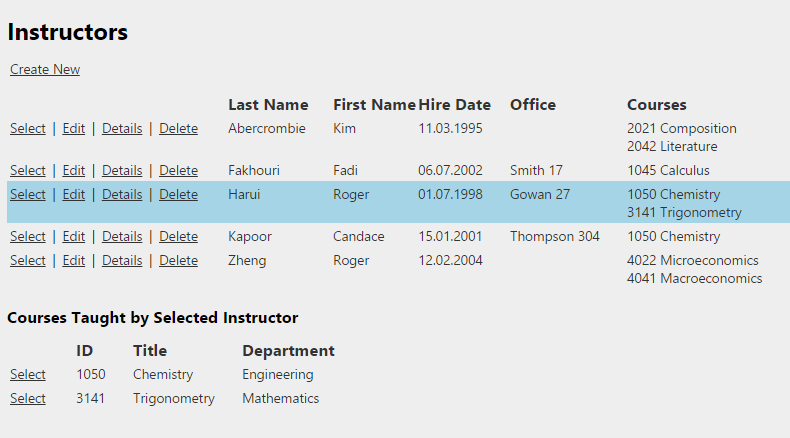 Instructors
Create New
Last Name First Name Hire Date Office Courses
Select | Edit | Details | Delete Abercrombie Kim 11.03.1995 2021 Composition
2042 Literature
Select | Edit | Details | Delete Fakhouri Fadi 06.07.2002 Smith 17 1045 Calculus
Select | Edit | Details | Delete Harui Roger 01.07.1998 Gowan 27 1050 Chemistry
3141 Trigonometry
Select | Edit | Details | Delete Kapoor Candace 15.01.2001 Thompson 304 1050 Chemistry
Select | Edit | Details | Delete Zheng Roger 12.02.2004 4022 Microeconomics
4041 Macroeconomics
Courses Taught by Selected Instructor
ID Title Department
Select 1050 Chemistry Engineering
Select 3141 Trigonometry Mathematics